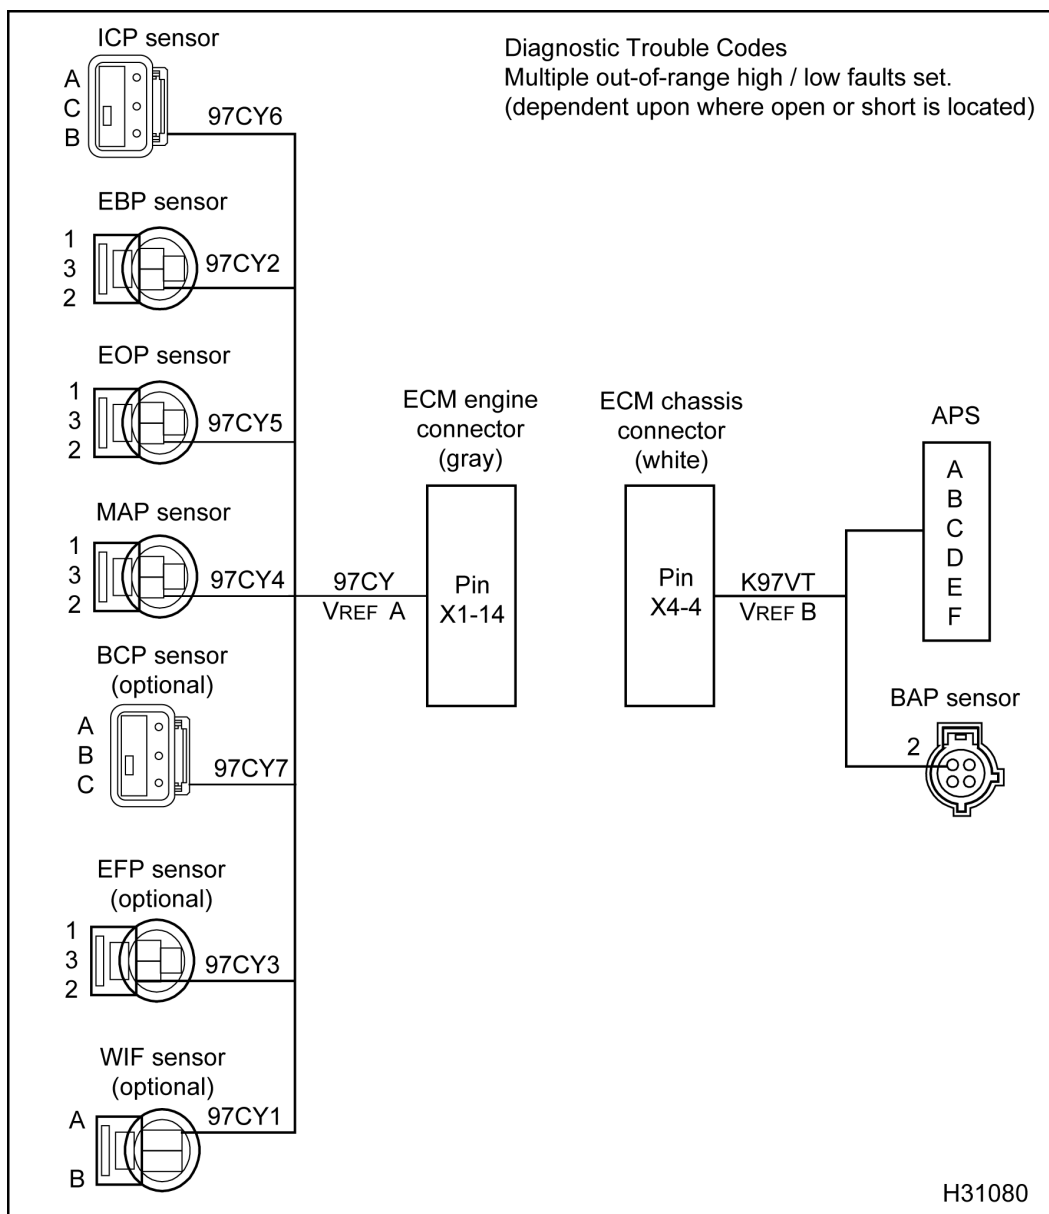 ICP sensor
A
C
B
97CY6
Diagnostic Trouble Codes
Multiple out-of-range high / low faults set.
(dependent upon where open or short is located)
EBP sensor
1
3
2
97CY2
EOP sensor
1
3
2
97CY5
MAP sensor
1
3
2
97CY4
97CY
VREF A
ECM engine
connector
(gray)
Pin
X1-14
ECM chassis
connector
(white)
Pin
X4-4
K97VT
VREF B
APS
A
B
C
D
E
F
BAP sensor
2
BCP sensor
(optional)
A
B
C
97CY7
EFP sensor
(optional)
1
3
2
97CY3
WIF sensor
(optional)
A
B
97CY1
H31080